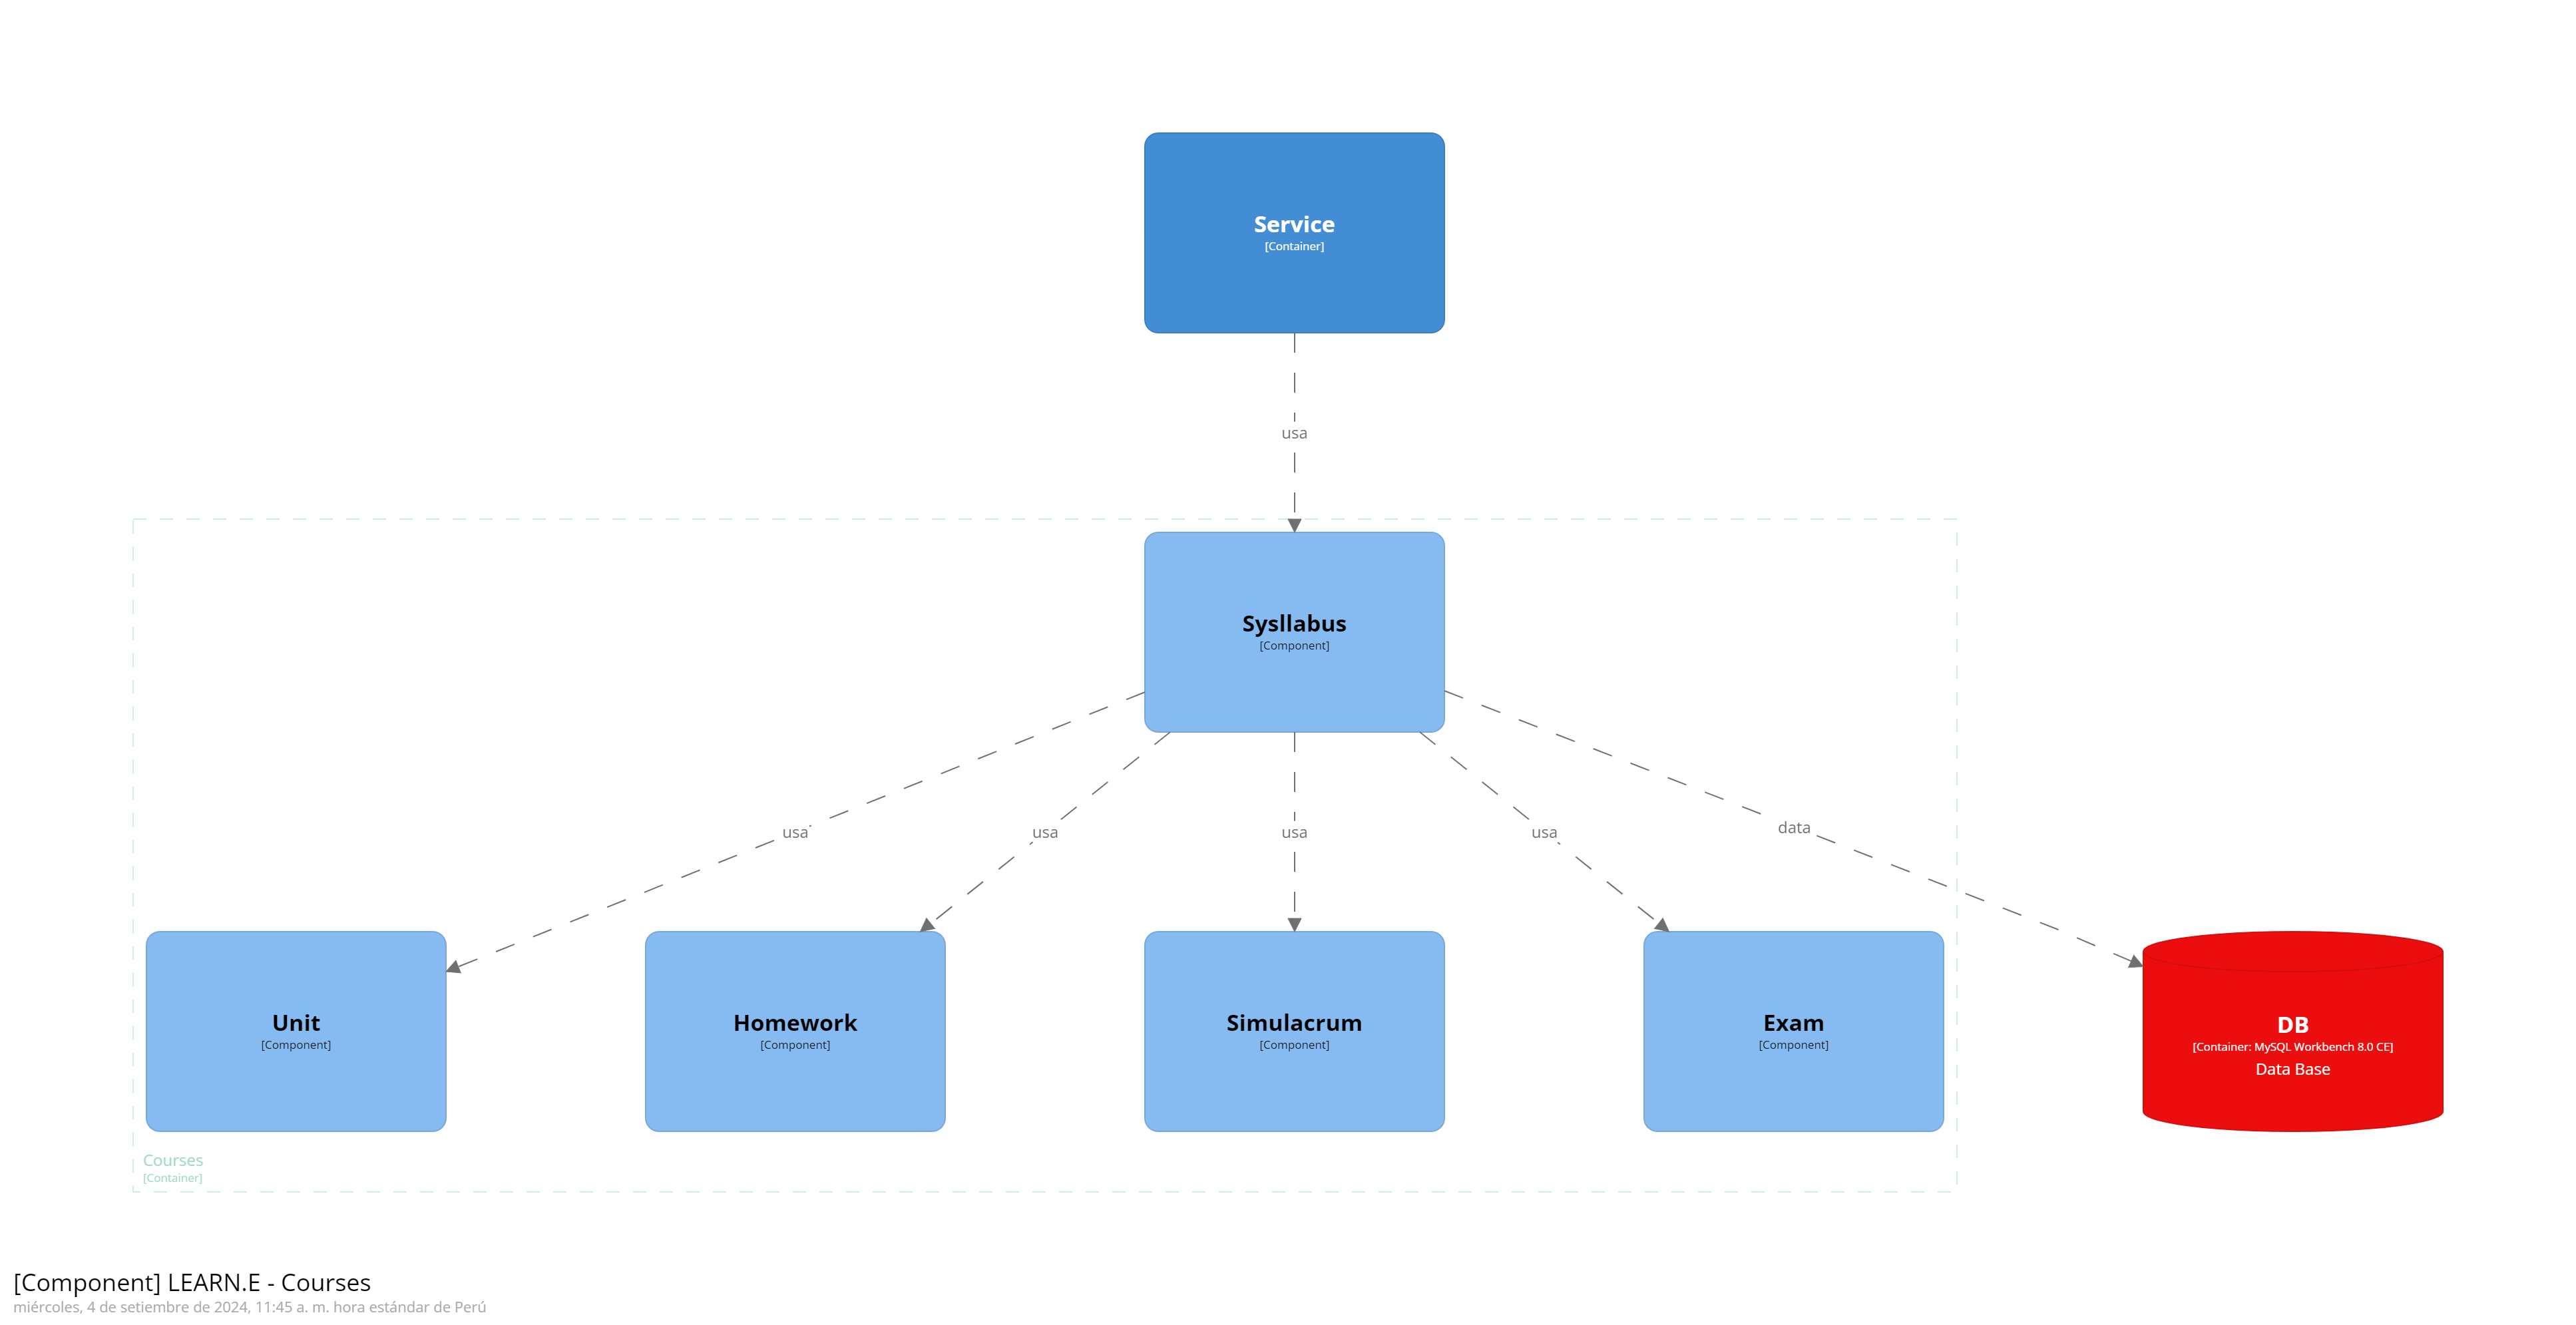 Service
[Container]
usa
Sysllabus
[Component]
usa
usa
usa
usa
data
Unit
[Component]
Homework
[Component]
Simulacrum
[Component]
Exam
[Component]
DB
[Container: MySQL Workbench 8.0 CE]
Data Base
Courses
[Container]
[Component] LEARN.E - Courses
miércoles, 4 de setiembre de 2024, 11:45 a. m. hora estándar de Perú